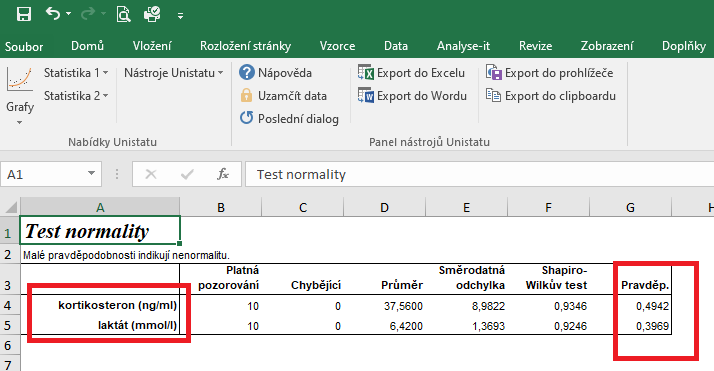 Soubor Domů Vložení Rozložení stránky Vzorce Data Analyse-it Revize Zobrazení Doplňky
Grafy
Statistika 1
Statistika 2
Nástroje Unistatu
Nabídky Unistatu
Nápověda
Uzamčít data
Poslední dialog
Export do Excelu
Export do Wordu
Export do prohlížeče
Export do clipboardu
Panel nástrojů Unistatu
A1 fx Test normality
A B C D E F G H
1 Test normality
2 Malé pravděpodobnosti indikují nenormalitu.
Platná Směrodatná Shapiro-
3 pozorování Chybějící Průměr odchylka Wilkův test Pravděp.
4 kortikosteron (ng/ml) 10 0 37,5600 8,9822 0,9346 0,4942
5 laktát (mmol/l) 10 0 6,4200 1,3693 0,9246 0,3969
6
7